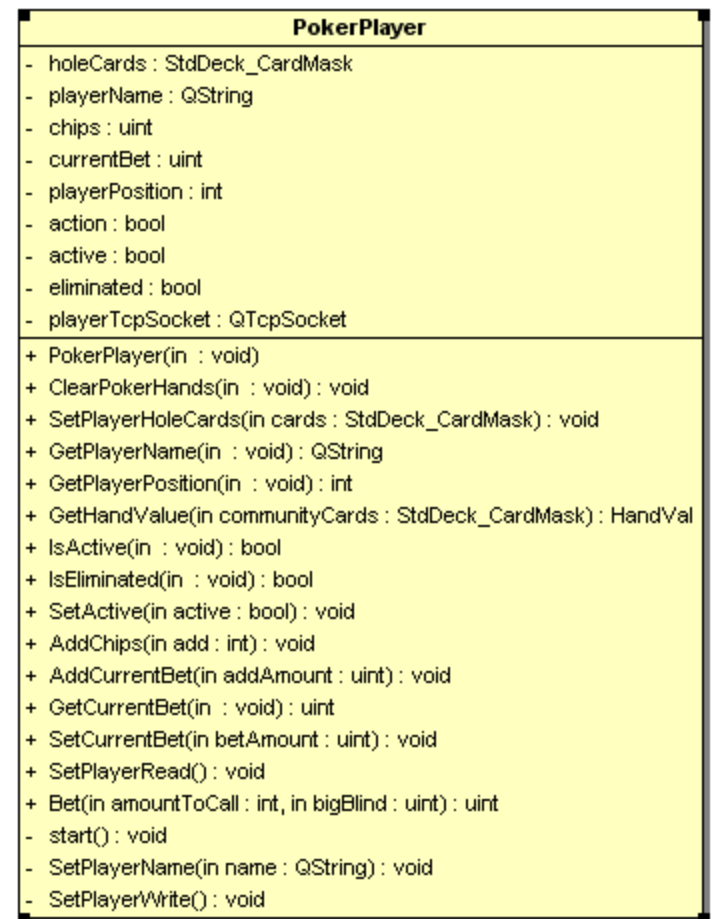 PokerPlayer
- holeCards : StdDeck_CardMask
- playerName : QString
- chips : uint
- currentBet : uint
- playerPosition : int
- action : bool
- active : bool
- eliminated : bool
- playerTcpSocket : QTcpSocket
+ PokerPlayer(in : void)
+ ClearPokerHands(in : void) : void
+ SetPlayerHoleCards(in cards : StdDeck_CardMask) : void
+ GetPlayerName(in : void) : QString
+ GetPlayerPosition(in : void) : int
+ GetHandValue(in communityCards : StdDeck_CardMask) : HandVal
+ IsActive(in : void) : bool
+ IsEliminated(in : void) : bool
+ SetActive(in active : bool) : void
+ AddChips(in add : int) : void
+ AddCurrentBet(in addAmount : uint) : void
+ GetCurrentBet(in : void) : uint
+ SetCurrentBet(in betAmount : uint) : void
+ SetPlayerRead() : void
+ Bet(in amountToCall : int, in bigBlind : uint) : uint
- start() : void
- SetPlayerName(in name : QString) : void
- SetPlayerWrite() : void